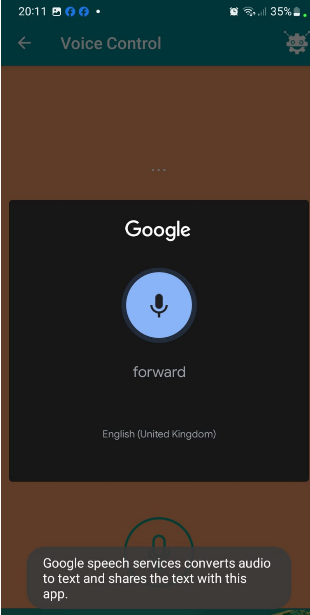 20:11 35%
Voice Control
...
Google
forward
English (United Kingdom)
Google speech services converts audio
to text and shares the text with this
app.